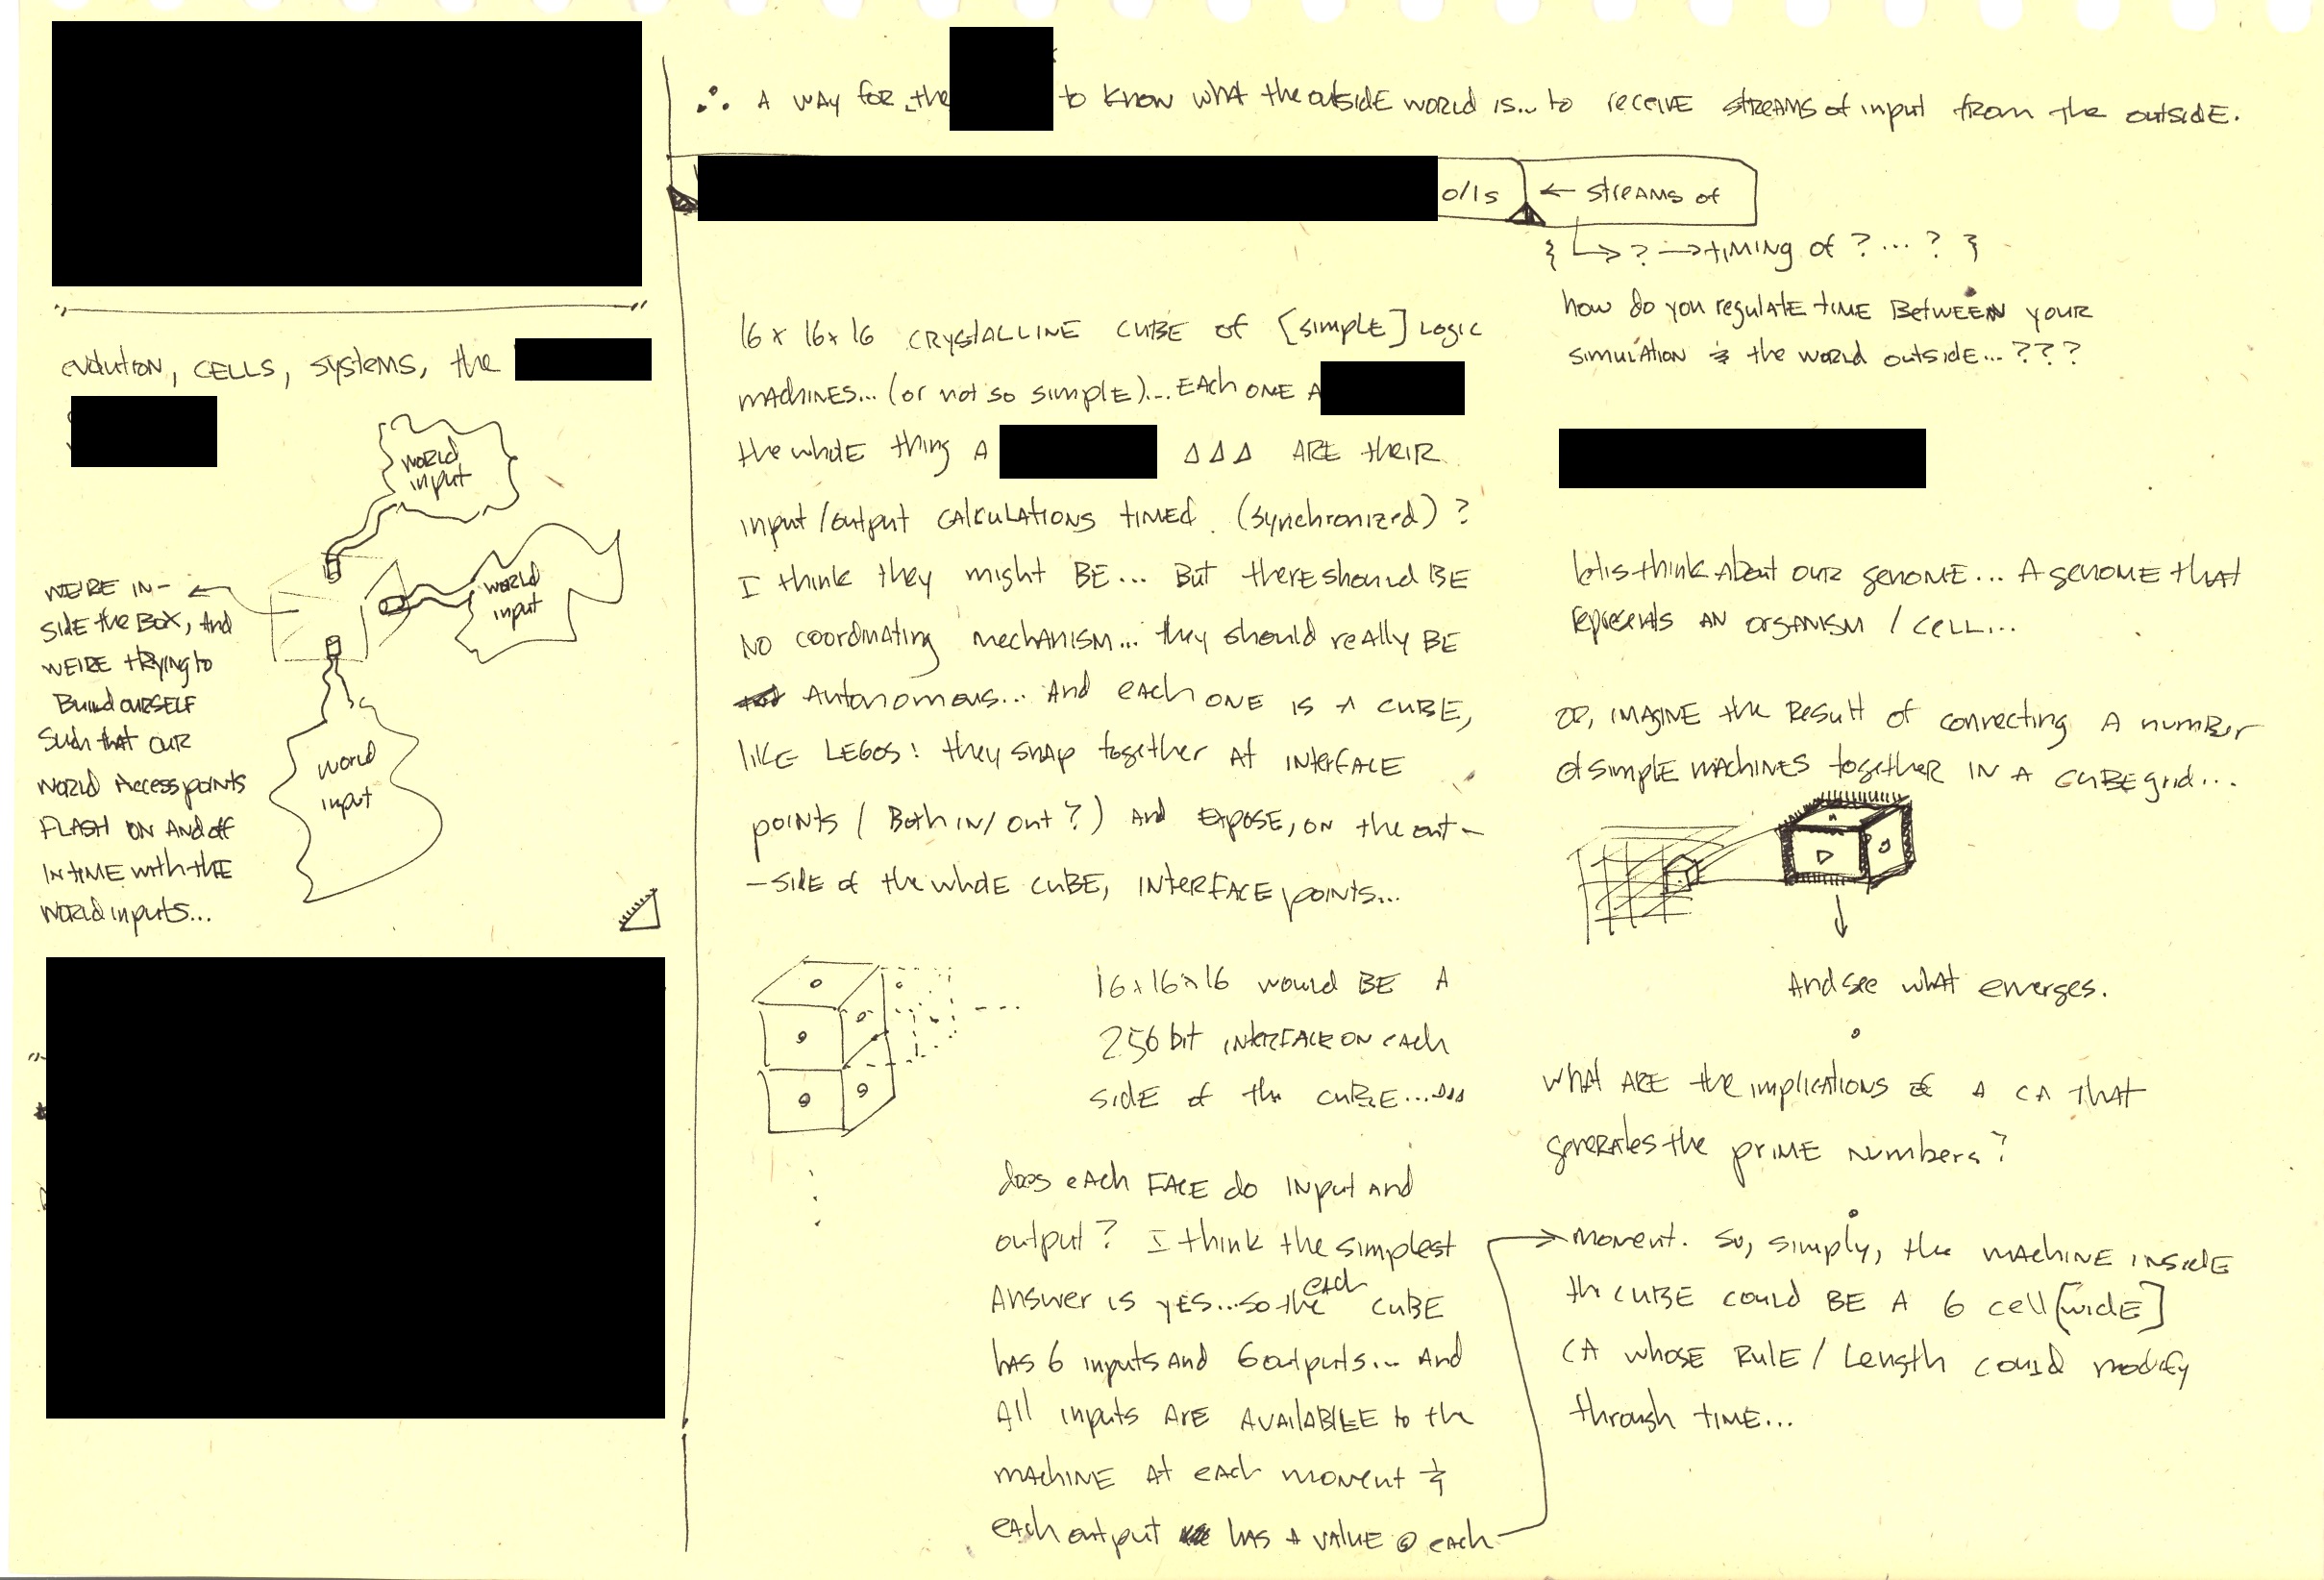 evolution, CELLS, systems, the
WORLD
input
WORLD
input
WE'RE IN-
SIDE the BOX, And
WE'RE tRYing to
Build OURSELF
Such that OUR
WORLD Access points
FLASH ON And off
IN TIME with the
WORLD inputs...
World
input
∴ A WAY for the to know what the outside world is... to receive streams of input from the outside.
0/1s ← streams of
{ ↳ ? → timing of ? ... ? }
how do you regulate time Between your
simulation & the world outside...???
16 x 16 x 16 CRYSTALLINE CUBE of [simple] Logic
MACHINES... (or not so simple)... EACH ONE A
the whole thing A Δ Δ Δ ARE their
input/output CALCULATIONS TIMEd (synchronized)?
I think they might BE... But there should BE
NO coordinating mechanism... they should really BE
Autonomous... And each one is A CUBE,
like LEGOS: they snap together At interface
points (Both in/out?) And EXPOSE, on the out-
-side of the whole cube, interface points...
16x16x16 would BE A
256 bit interface on each
side of the cube... ΔΔΔ
does each FACE do input and
output? I think the simplest
Answer is yes... so the each CUBE
has 6 inputs and 6 outputs... And
All inputs Are AVAILABLE to the
machine At each moment &
each output has A value @ each
let's think about our genome... A genome that
represents AN organism / cell...
OR, IMAGINE the Result of connecting A number
of simple machines together IN A CUBE grid...
And see what emerges.
what ARE the implications of A CA that
generates the prime numbers?
moment. So, simply, the machine inside
the CUBE could BE A 6 cell [wide]
CA whose Rule / Length could modify
through time...